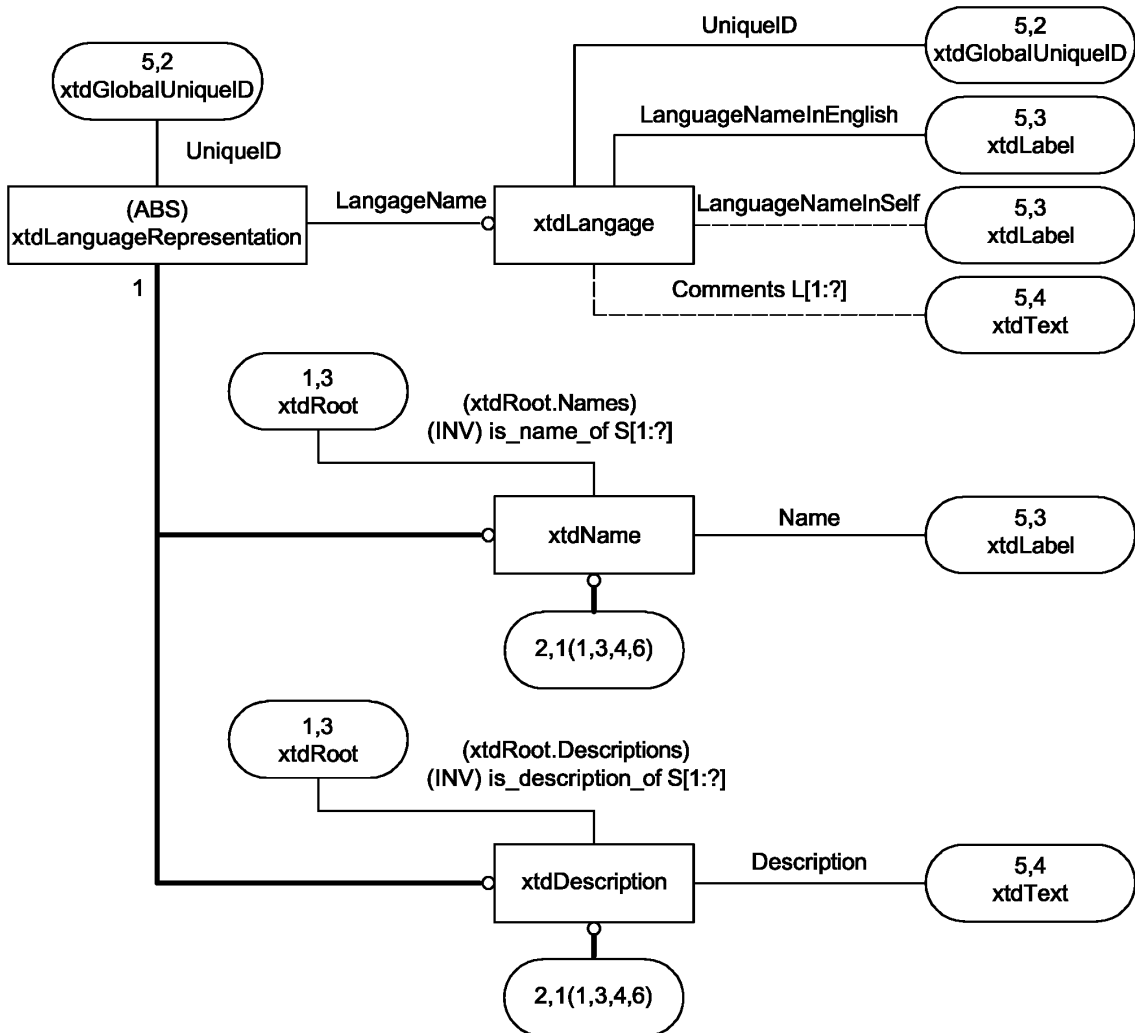 UniqueID
5,2
xtdGlobalUniqueID
5,2
xtdGlobalUniqueID
UniqueID
LanguageNameInEnglish
5,3
xtdLabel
(ABS)
xtdLanguageRepresentation
LangageName
xtdLangage
LanguageNameInSelf
5,3
xtdLabel
1
Comments L[1:?]
5,4
xtdText
1,3
xtdRoot
(xtdRoot.Names)
(INV) is_name_of S[1:?]
xtdName
Name
5,3
xtdLabel
2,1(1,3,4,6)
1,3
xtdRoot
(xtdRoot.Descriptions)
(INV) is_description_of S[1:?]
xtdDescription
Description
5,4
xtdText
2,1(1,3,4,6)